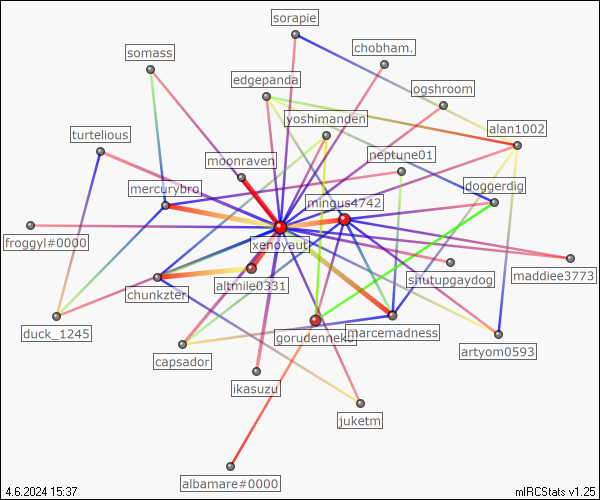 sorapie
chobham.
somass
edgepanda
ogshroom
yoshimanden
alan1002
turtelious
moonraven
neptune01
mercurybro
doggerdig
mingus4742
froggyl#0000
xenoyaut
maddiee3773
shutupgaydog
chunkzter
altmile0331
duck_1245
gorudenneko
marcemadness
capsador
artyom0593
ikasuzu
juketm
albamare#0000
4.6.2024 15:37
mIRCStats v1.25